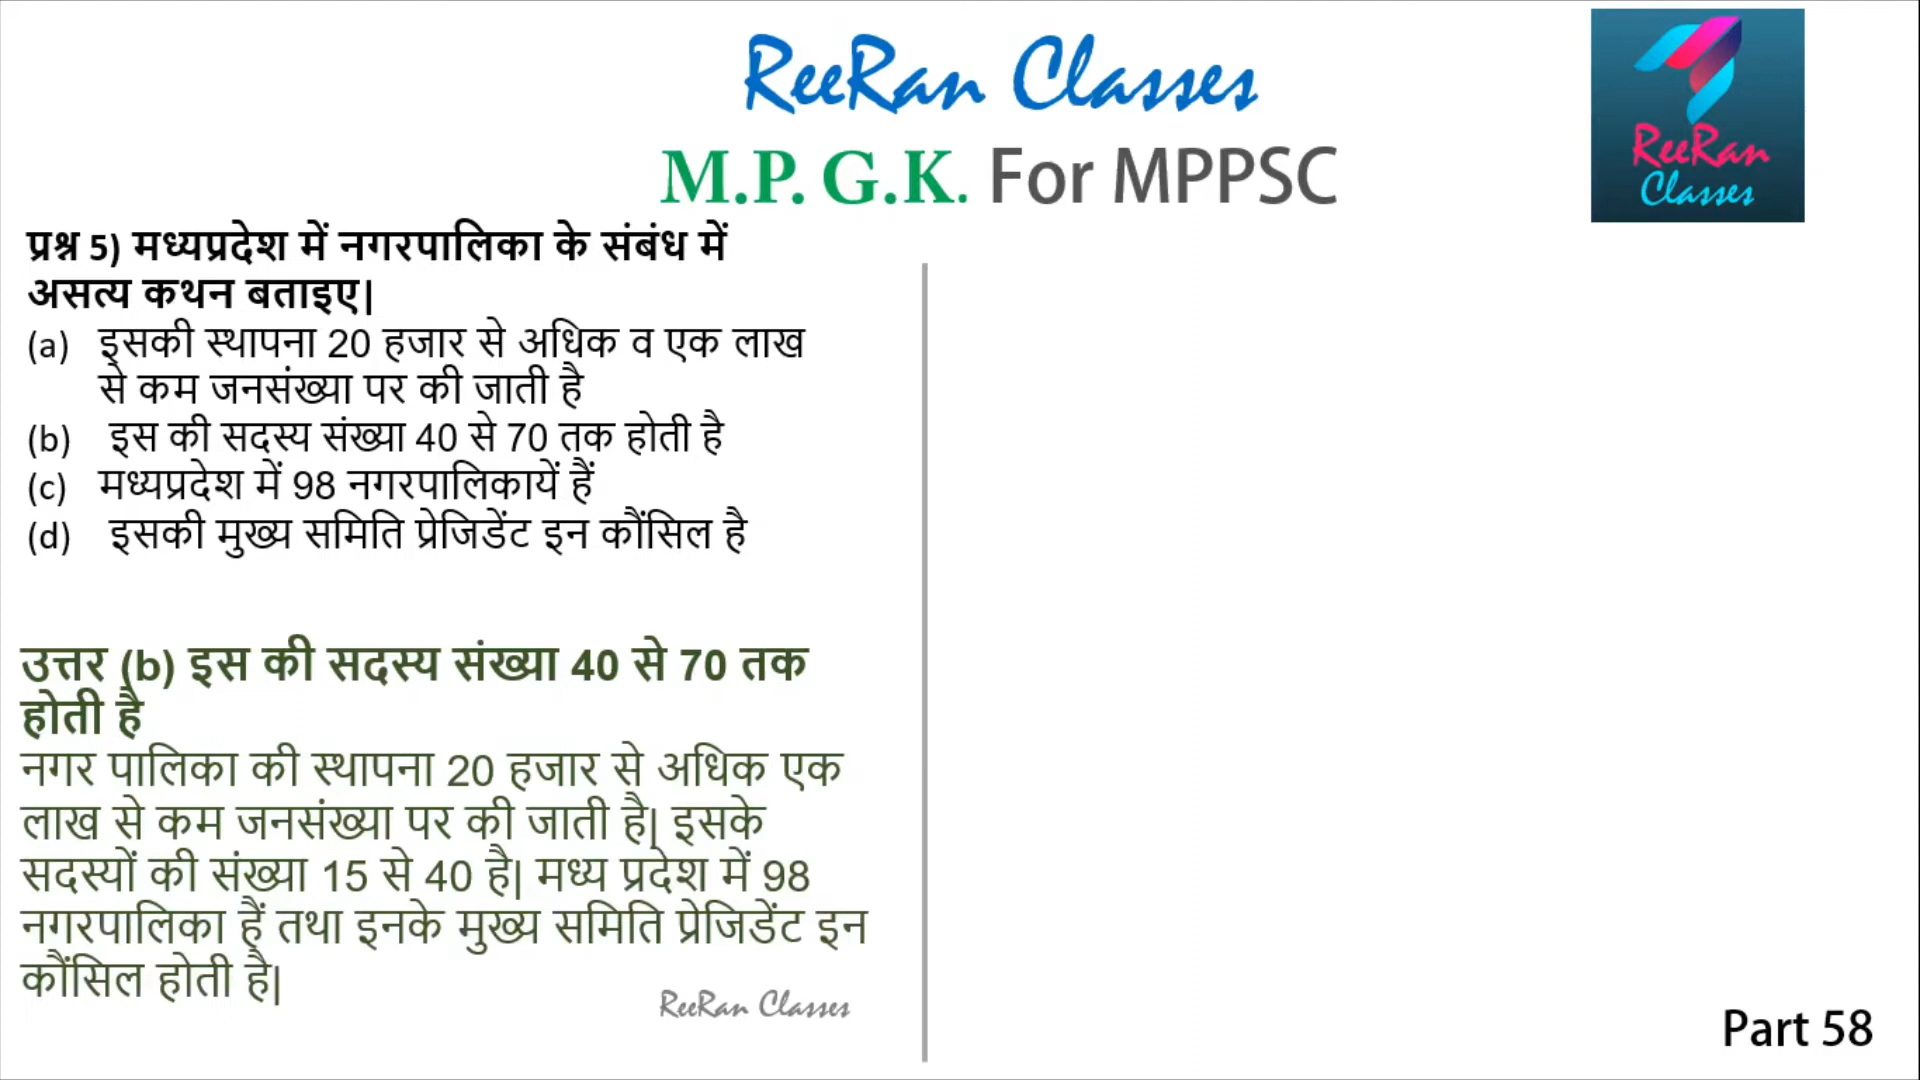 ReeRan Classes
M.P. G.K. For MPPSC
ReeRan
Classes
प्रश्न 5) मध्यप्रदेश में नगरपालिका के संबंध में
असत्य कथन बताइए|
(a) इसकी स्थापना 20 हजार से अधिक व एक लाख
से कम जनसंख्या पर की जाती है
(b) इस की सदस्य संख्या 40 से 70 तक होती है
(c) मध्यप्रदेश में 98 नगरपालिकायें हैं
(d) इसकी मुख्य समिति प्रेजिडेंट इन कौंसिल है
उत्तर (b) इस की सदस्य संख्या 40 से 70 तक
होती है
नगर पालिका की स्थापना 20 हजार से अधिक एक
लाख से कम जनसंख्या पर की जाती है| इसके
सदस्यों की संख्या 15 से 40 है| मध्य प्रदेश में 98
नगरपालिका हैं तथा इनके मुख्य समिति प्रेजिडेंट इन
कौंसिल होती है|
ReeRan Classes
Part 58